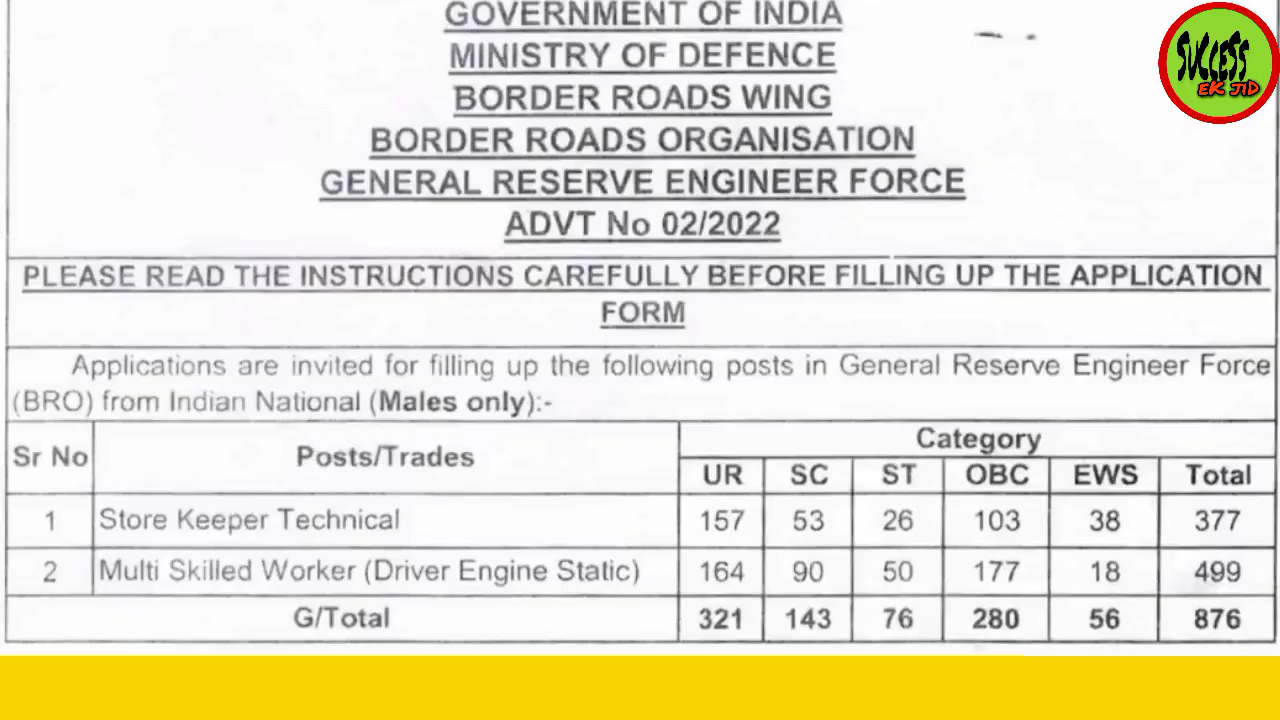 GOVERNMENT OF INDIA
MINISTRY OF DEFENCE
BORDER ROADS WING
BORDER ROADS ORGANISATION
GENERAL RESERVE ENGINEER FORCE
ADVT No 02/2022
SUCCESS
EK JID
PLEASE READ THE INSTRUCTIONS CAREFULLY BEFORE FILLING UP THE APPLICATION
FORM
Applications are invited for filling up the following posts in General Reserve Engineer Force
(BRO) from Indian National (Males only):-
Sr No Posts/Trades Category
UR SC ST OBC EWS Total
1 Store Keeper Technical 157 53 26 103 38 377
2 Multi Skilled Worker (Driver Engine Static) 164 90 50 177 18 499
G/Total 321 143 76 280 56 876